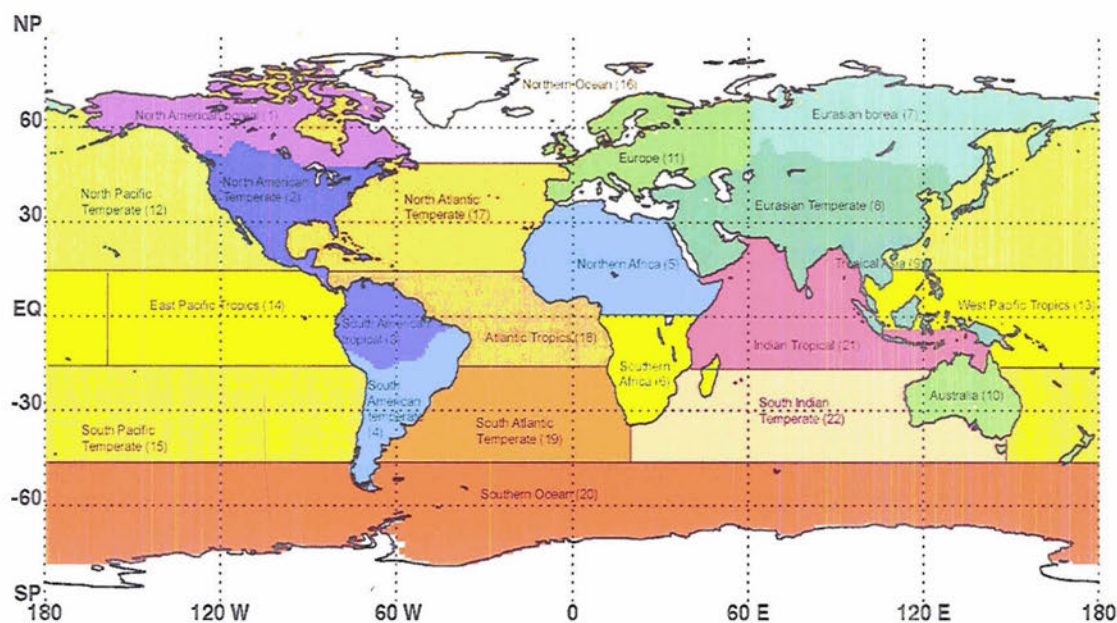 NP
Northern Ocean (16)
North American boreal (1)
60
Eurasian boreal (7)
Europe (11)
North American
Temperate (2)
North Pacific
Temperate (12)
North Atlantic
Temperate (17)
Eurasian Temperate (8)
30
Northern Africa (5)
Tropical Asia (9)
East Pacific Tropics (14)
West Pacific Tropics (13)
EQ
South America
tropical (3)
Atlantic Tropics (18)
Indian Tropical (21)
Southern
Africa (6)
South
American
Temperate
(4)
Australia (10)
-30
South Indian
Temperate (22)
South Pacific
Temperate (15)
South Atlantic
Temperate (19)
Southern Ocean (20)
-60
SP
180 120 W 60 W 0 60 E 120 E 180